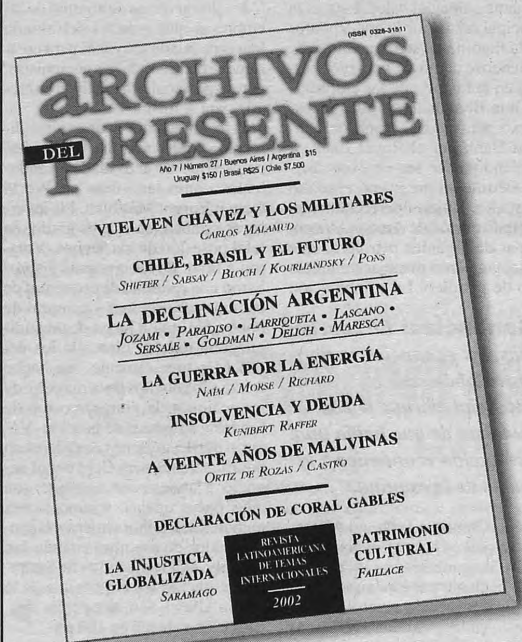 (ISSN 0328-3151)
aRCHIVOS
DEL PRESENTE
Año 7 / Número 27 / Buenos Aires / Argentina $15
Uruguay $150 / Brasil R$25 / Chile $7.500
VUELVEN CHÁVEZ Y LOS MILITARES
CARLOS MALAMUD
CHILE, BRASIL Y EL FUTURO
SHIFTER / SABSAY / BLOCH / KOURLIANDSKY / PONS
LA DECLINACIÓN ARGENTINA
JOZAMI • PARADISO • LARRIQUETA • LASCANO •
SERSALE • GOLDMAN • DELICH • MARESCA
LA GUERRA POR LA ENERGÍA
NAÍM / MORSE / RICHARD
INSOLVENCIA Y DEUDA
KUNIBERT RAFFER
A VEINTE AÑOS DE MALVINAS
ORTIZ DE ROZAS / CASTRO
DECLARACIÓN DE CORAL GABLES
LA INJUSTICIA
GLOBALIZADA
SARAMAGO
REVISTA
LATINOAMERICANA
DE TEMAS
INTERNACIONALES
2002
PATRIMONIO
CULTURAL
FAILLACE